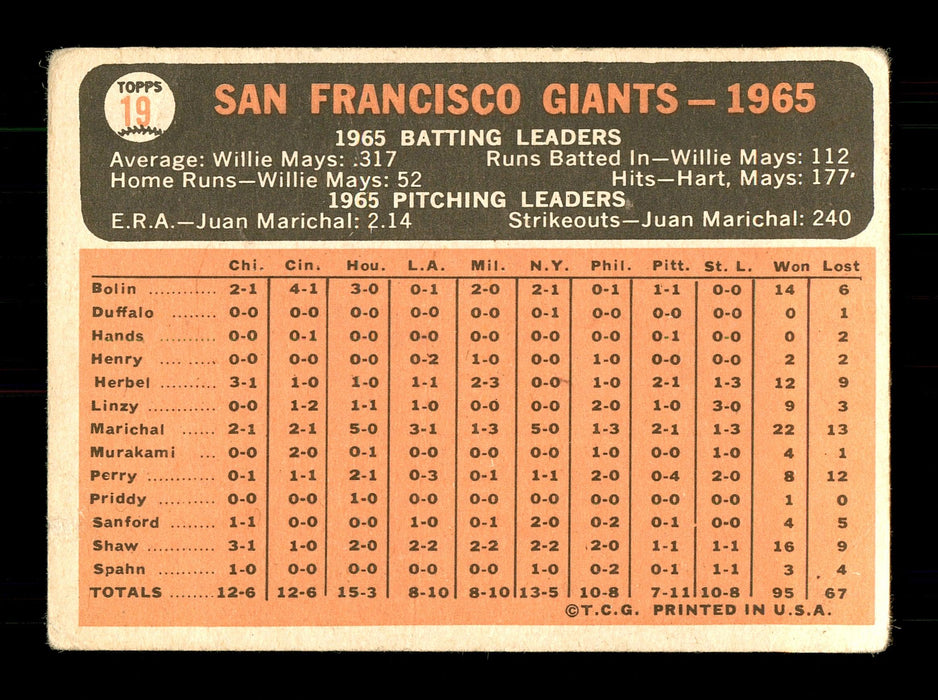 TOPPS
19
SAN FRANCISCO GIANTS — 1965
1965 BATTING LEADERS
Average: Willie Mays: .317 Runs Batted In—Willie Mays: 112
Home Runs—Willie Mays: 52 Hits—Hart, Mays: 177
1965 PITCHING LEADERS
E.R.A.—Juan Marichal: 2.14 Strikeouts—Juan Marichal: 240
Chi. Cin. Hou. L.A. Mil. N.Y. Phil. Pitt. St. L. Won Lost
Bolin ............ 2-1 4-1 3-0 0-1 2-0 2-1 0-1 1-1 0-0 14 6
Duffalo ........ 0-0 0-0 0-0 0-0 0-0 0-1 0-0 0-0 0-0 0 1
Hands .......... 0-0 0-1 0-0 0-0 0-0 0-0 0-0 0-1 0-0 0 2
Henry .......... 0-0 0-0 0-0 0-2 1-0 0-0 1-0 0-0 0-0 2 2
Herbel .......... 3-1 1-0 1-0 1-1 2-3 0-0 1-0 2-1 1-3 12 9
Linzy ............ 0-0 1-2 1-1 1-0 0-0 0-0 2-0 1-0 3-0 9 3
Marichal ...... 2-1 2-1 5-0 3-1 1-3 5-0 1-3 2-1 1-3 22 13
Murakami ... 0-0 2-0 0-1 0-0 0-0 0-0 1-0 0-0 1-0 4 1
Perry ............ 0-1 1-1 2-1 0-3 0-1 1-1 2-0 0-4 2-0 8 12
Priddy .......... 0-0 0-0 1-0 0-0 0-0 0-0 0-0 0-0 0-0 1 0
Sanford ........ 1-1 0-0 0-0 1-0 0-1 2-0 0-2 0-1 0-0 4 5
Shaw ............ 3-1 1-0 2-0 2-2 2-2 2-2 2-0 1-1 1-1 16 9
Spahn .......... 1-0 0-0 0-0 0-0 0-0 1-0 0-2 0-1 1-1 3 4
TOTALS ........ 12-6 12-6 15-3 8-10 8-10 13-5 10-8 7-11 10-8 95 67
©T.C.G. PRINTED IN U.S.A.